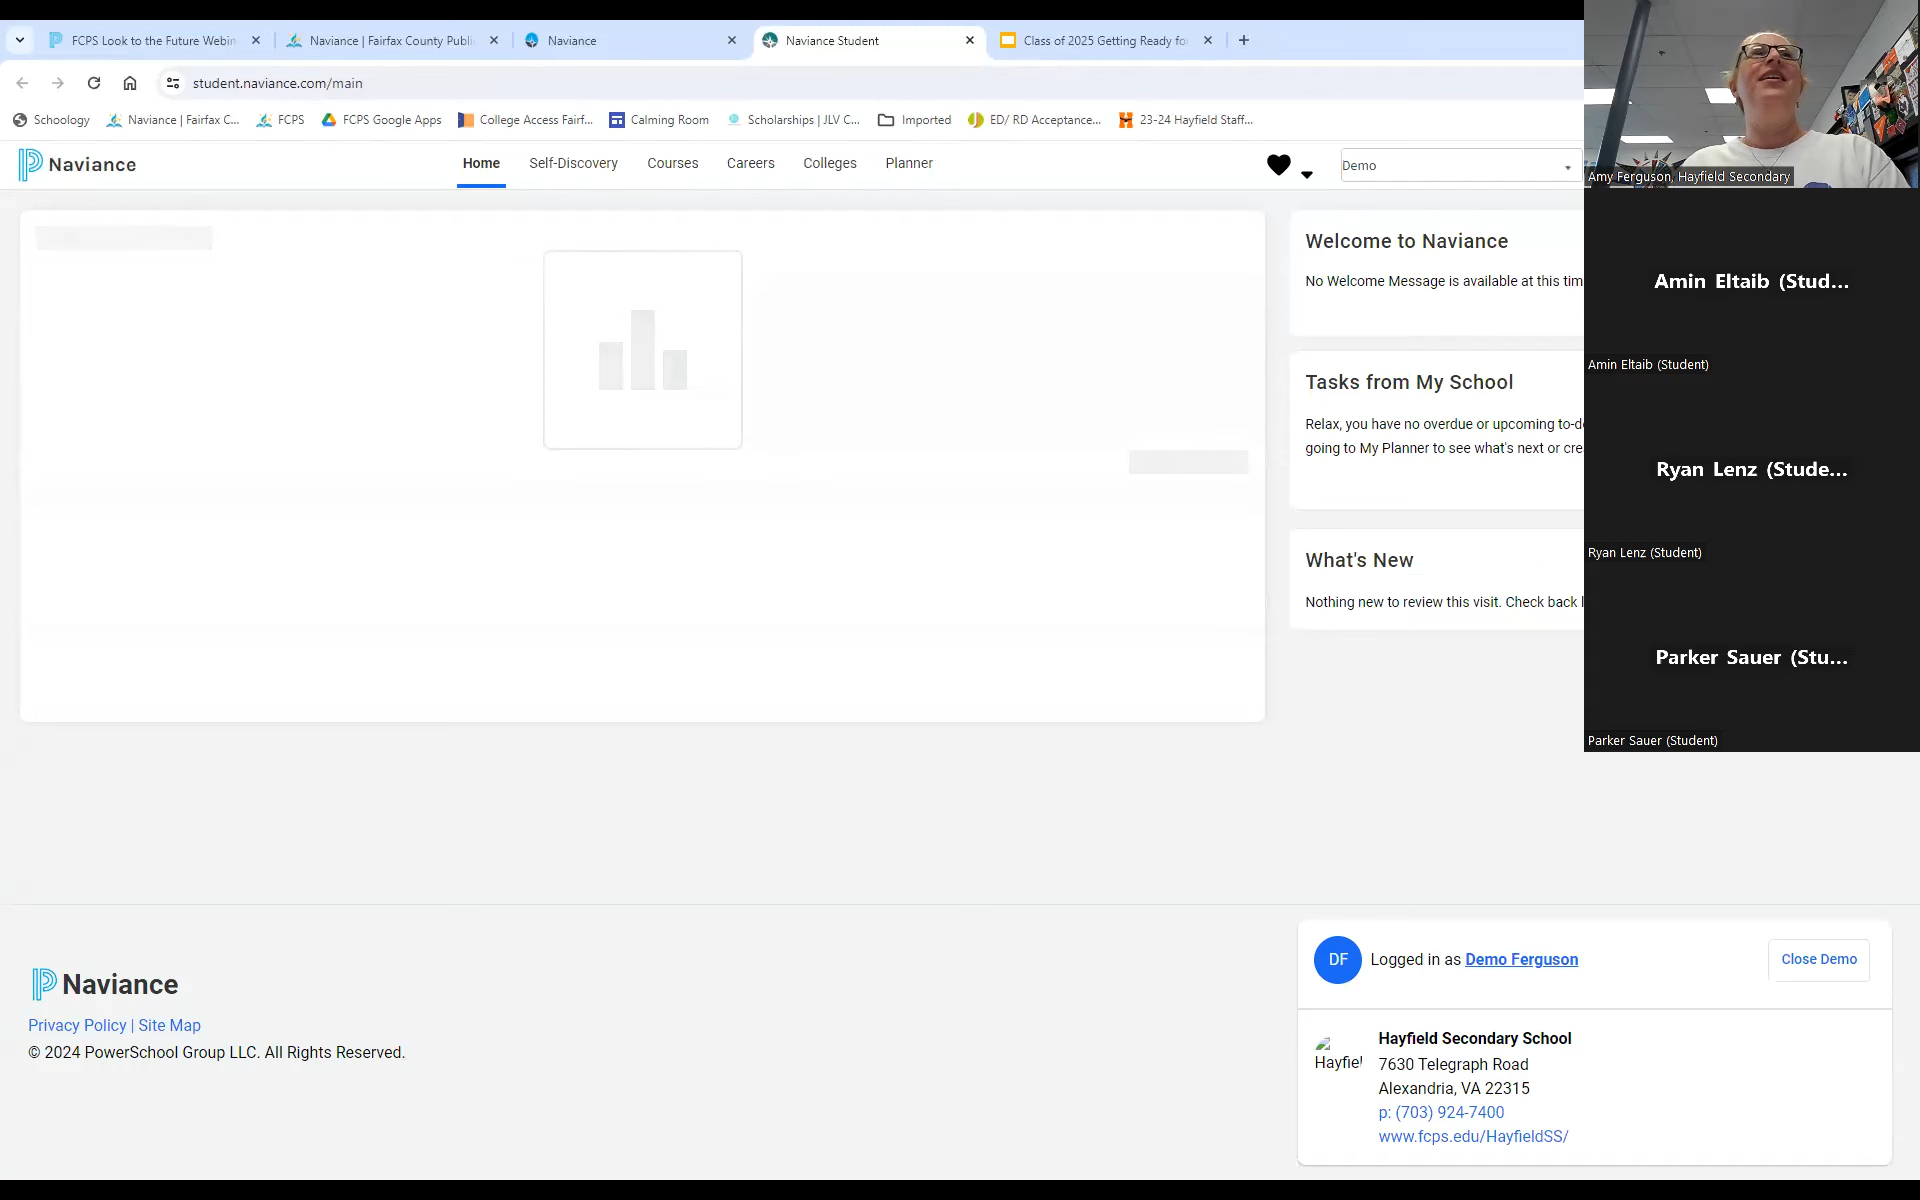 FCPS Look to the Future Webin
Naviance | Fairfax County Publi
Naviance
Naviance Student
Class of 2025 Getting Ready fo
student.naviance.com/main
Schoology
Naviance | Fairfax C...
FCPS
FCPS Google Apps
College Access Fairf...
Calming Room
Scholarships | JLV C...
Imported
ED/ RD Acceptance...
23-24 Hayfield Staff...
Naviance
Home
Self-Discovery
Courses
Careers
Colleges
Planner
Demo
Amy Ferguson, Hayfield Secondary
Welcome to Naviance
No Welcome Message is available at this tim
Amin Eltaib (Stud...
Amin Eltaib (Student)
Tasks from My School
Relax, you have no overdue or upcoming to-d
going to My Planner to see what's next or cre
Ryan Lenz (Stude...
Ryan Lenz (Student)
What's New
Nothing new to review this visit. Check back l
Parker Sauer (Stu...
Parker Sauer (Student)
Naviance
Privacy Policy | Site Map
© 2024 PowerSchool Group LLC. All Rights Reserved.
DF
Logged in as Demo Ferguson
Close Demo
Hayfiel
Hayfield Secondary School
7630 Telegraph Road
Alexandria, VA 22315
p: (703) 924-7400
www.fcps.edu/HayfieldSS/